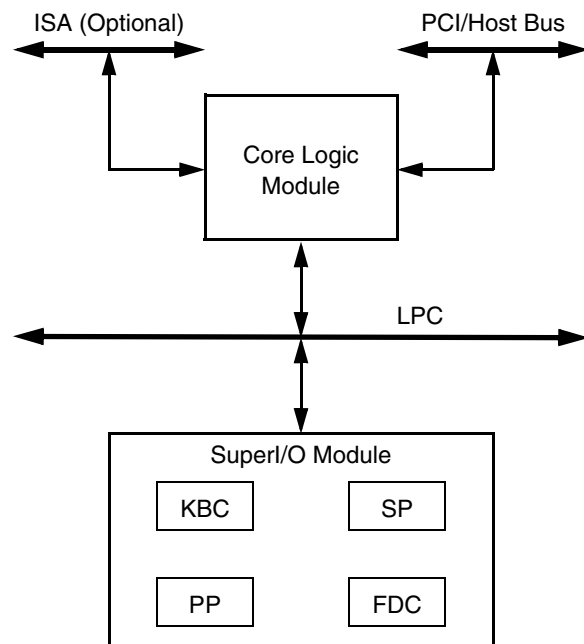 ISA (Optional)
PCI/Host Bus
Core Logic
Module
LPC
SuperI/O Module
KBC
SP
PP
FDC